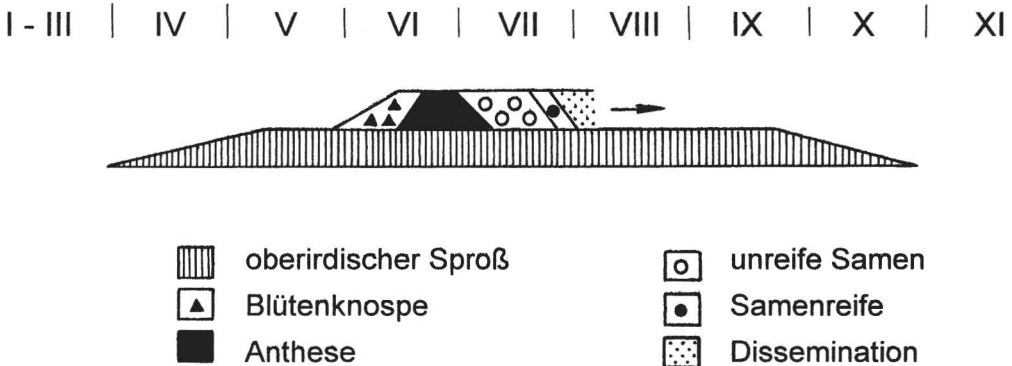 I - III | IV | V | VI | VII | VIII | IX | X | XI
oberirdischer Sproß
Blütenknospe
Anthese
unreife Samen
Samenreife
Dissemination